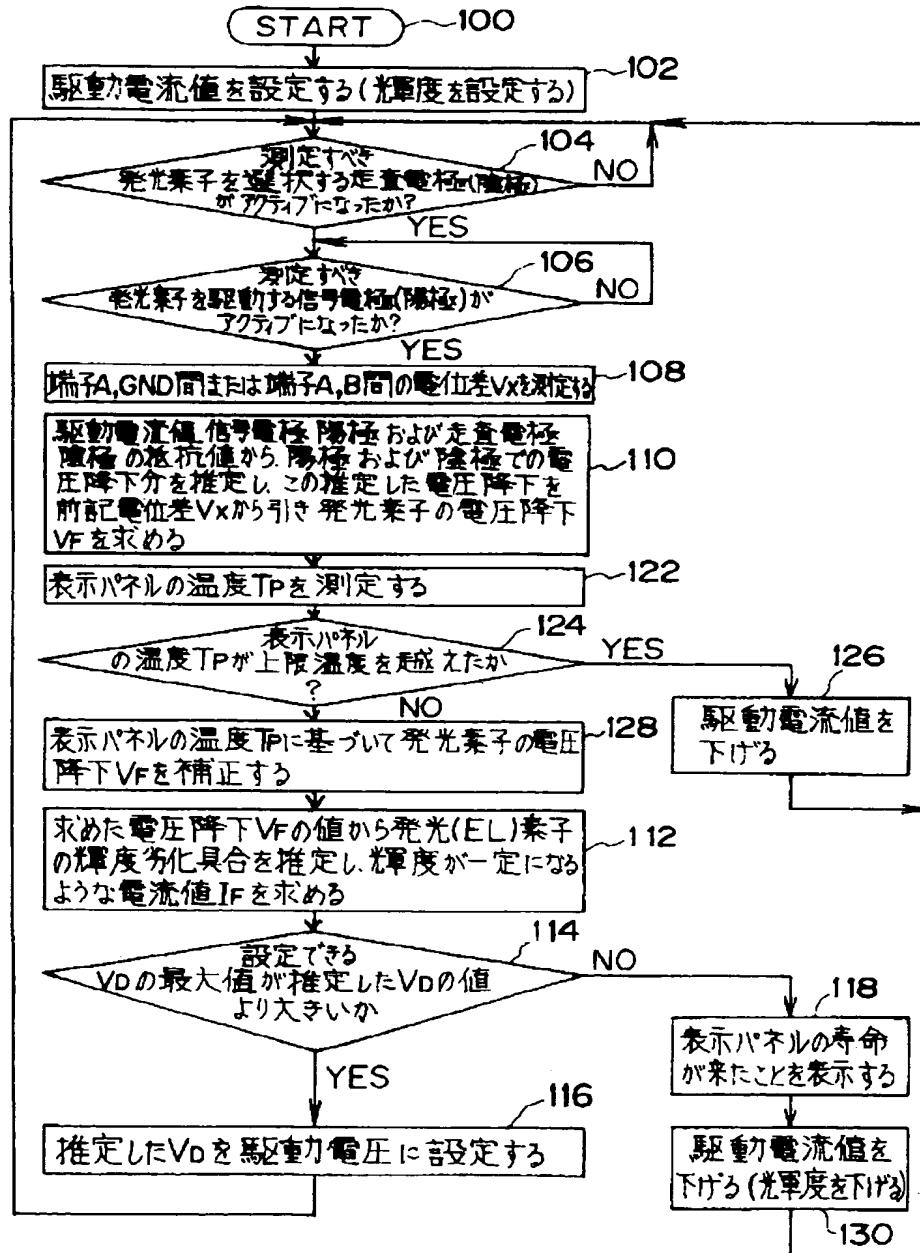 START
100
102
駆動電流値を設定する(輝度を設定する)
104
測定すべき
発光素子を選択する走査電極(陰極)
がアクティブになったか?
NO
YES
106
測定すべき
発光素子を駆動する信号電極(陽極)が
アクティブになったか?
NO
YES
108
端子A,GND間または端子A,B間の電位差VXを測定する
駆動電流値,信号電極,陽極および走査電極
陰極の抵抗値から,陽極および陰極での電
圧降下分を推定し,この推定した電圧降下を
前記電位差VXから引き発光素子の電圧降下
VFを求める
110
表示パネルの温度TPを測定する
122
124
表示パネル
の温度TPが上限温度を越えたか
?
YES
NO
126
駆動電流値を
下げる
表示パネルの温度TPに基づいて発光素子の電圧
降下VFを補正する
128
求めた電圧降下VFの値から発光(EL)素子
の輝度劣化具合を推定し,輝度が一定になる
ような電流値IFを求める
112
114
設定できる
VDの最大値が推定したVDの値
より大きいか
NO
YES
118
表示パネルの寿命
が来たことを表示する
116
推定したVDを駆動電圧に設定する
駆動電流値を
下げる(輝度を下げる)
130